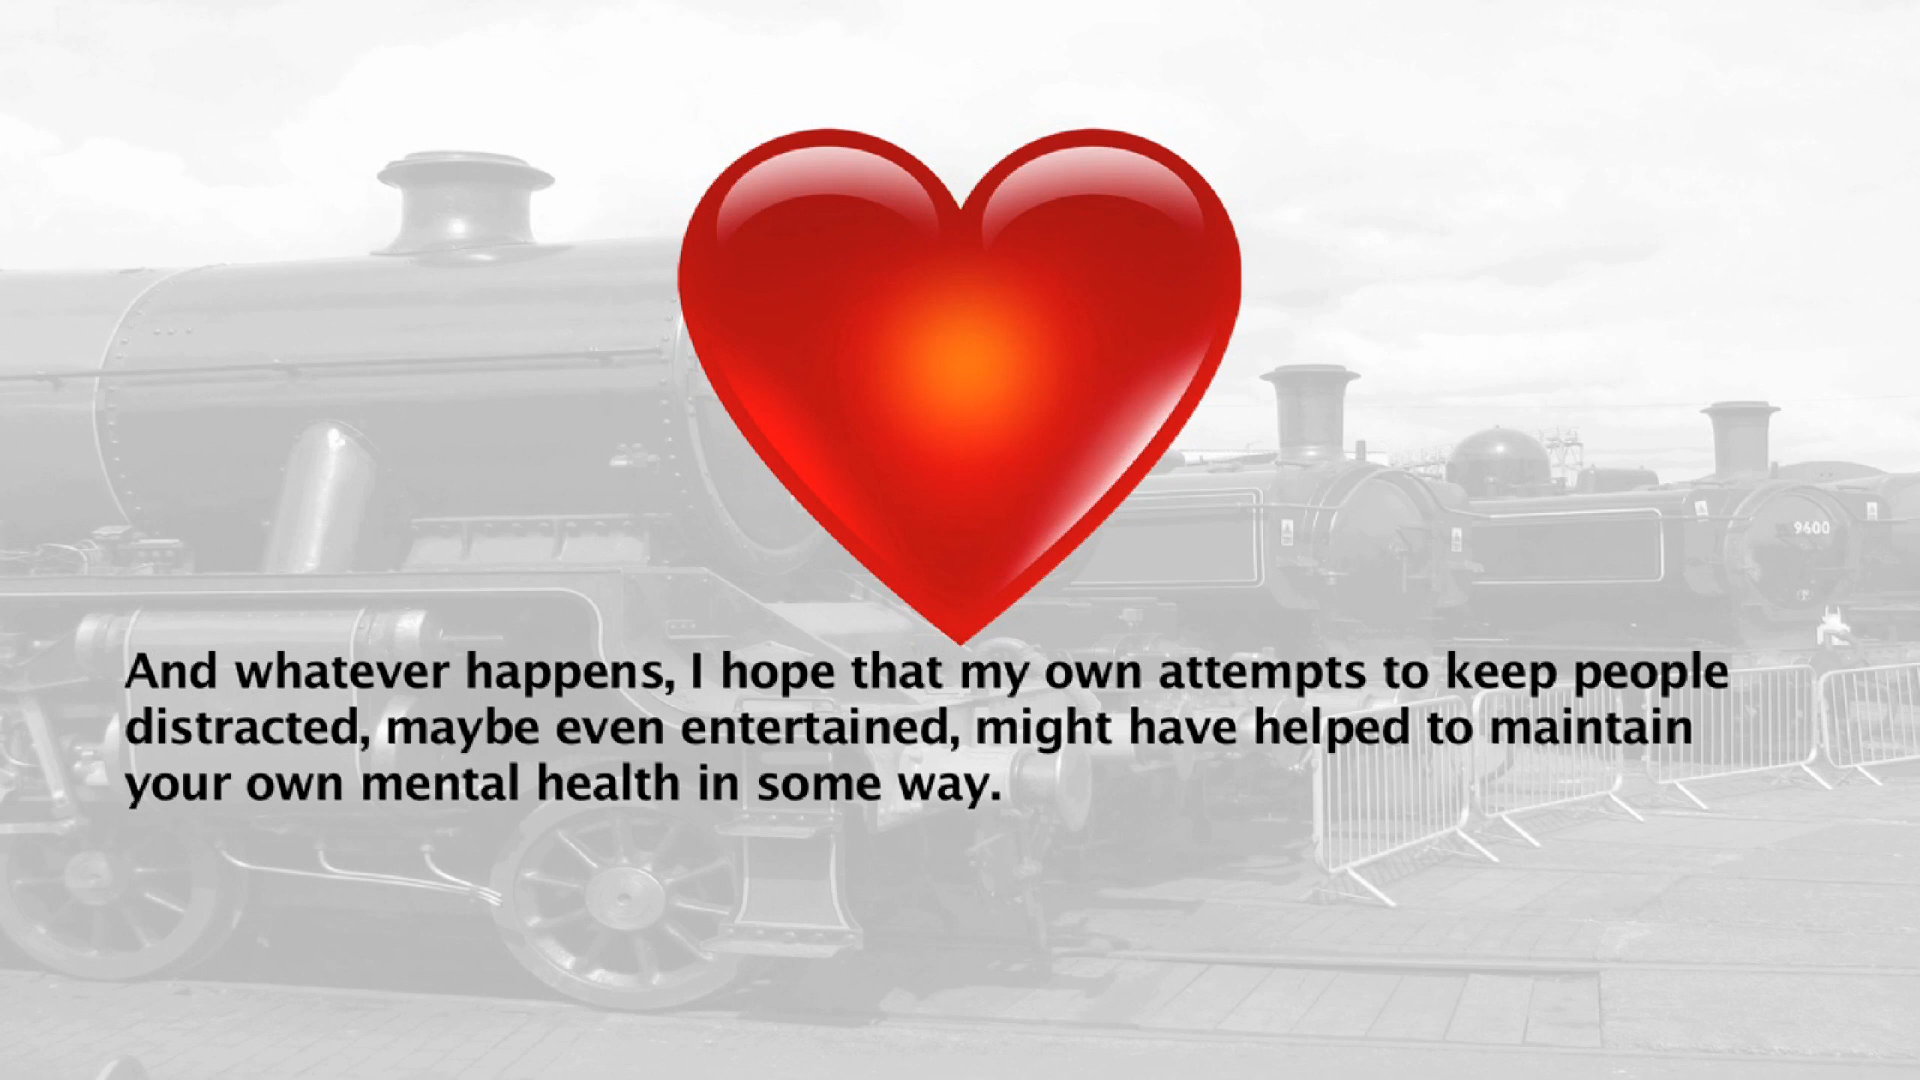 9600
And whatever happens, I hope that my own attempts to keep people
distracted, maybe even entertained, might have helped to maintain
your own mental health in some way.